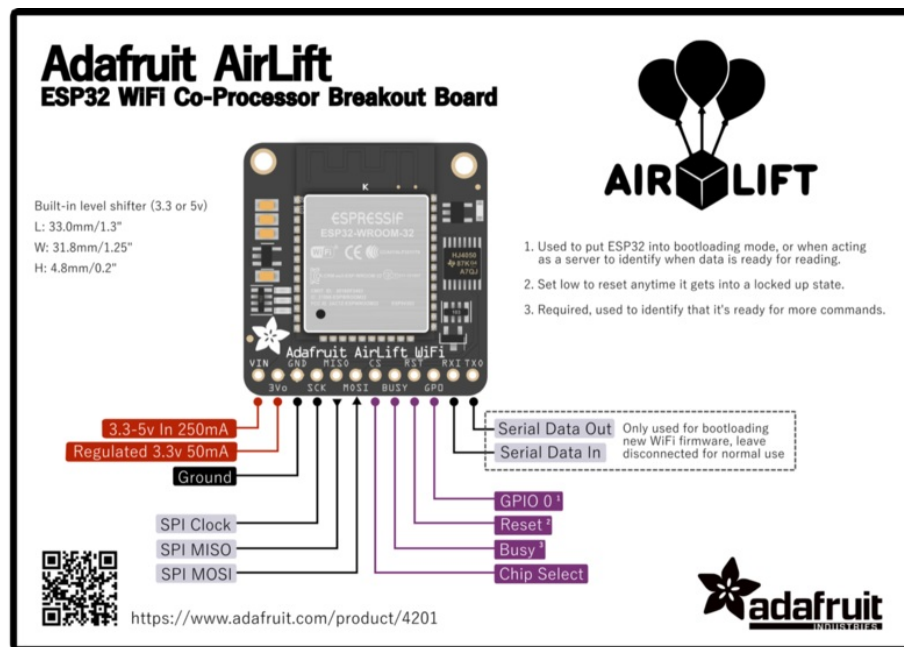 Adafruit AirLift
ESP32 WiFi Co-Processor Breakout Board
AIR LIFT
Built-in level shifter (3.3 or 5v)
L: 33.0mm/1.3"
W: 31.8mm/1.25"
H: 4.8mm/0.2"
1. Used to put ESP32 into bootloading mode, or when acting
as a server to identify when data is ready for reading.
2. Set low to reset anytime it gets into a locked up state.
3. Required, used to identify that it's ready for more commands.
K
ESPRESSIF
ESP32-WROOM-32
WiFi
CE
HJ4050
A7QJ
Adafruit AirLift WiFi
VIN GND MISO CS RST RXI TXO
3Vo SCK MOSI BUSY GPO
3.3-5v In 250mA
Regulated 3.3v 50mA
Ground
SPI Clock
SPI MISO
SPI MOSI
Serial Data Out
Serial Data In
Only used for bootloading
new WiFi firmware, leave
disconnected for normal use
GPIO 0 ¹
Reset ²
Busy ³
Chip Select
https://www.adafruit.com/product/4201
adafruit
INDUSTRIES